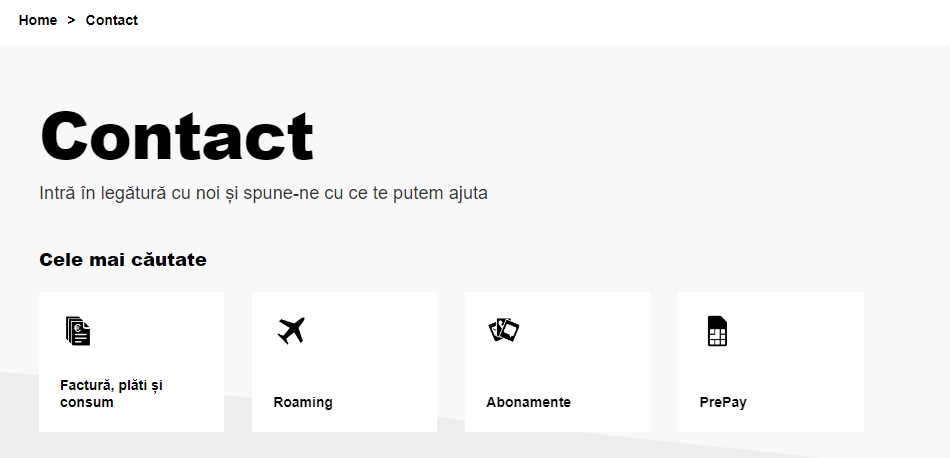 Home > Contact
Contact
Intră în legătură cu noi și spune-ne cu ce te putem ajuta
Cele mai căutate
Factură, plăti și
consum
Roaming
Abonamente
PrePay